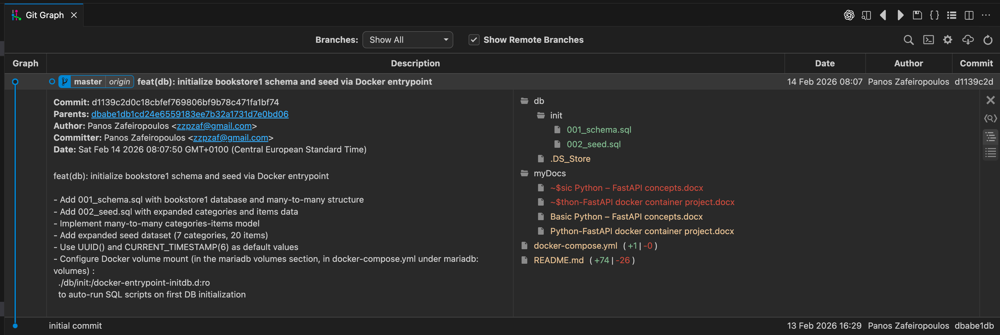 Git Graph
Branches: Show All Show Remote Branches
Graph Description Date Author Commit
master origin feat(db): initialize bookstore1 schema and seed via Docker entrypoint 14 Feb 2026 08:07 Panos Zafeiropoulos d1139c2d
Commit: d1139c2d0c18cbfef769806bf9b78c471fa1bf74
Parents: dbabe1db1cd24e6559183ee7b32a1731d7e0bd06
Author: Panos Zafeiropoulos <zzpzaf@gmail.com>
Committer: Panos Zafeiropoulos <zzpzaf@gmail.com>
Date: Sat Feb 14 2026 08:07:50 GMT+0100 (Central European Standard Time)
feat(db): initialize bookstore1 schema and seed via Docker entrypoint
- Add 001_schema.sql with bookstore1 database and many-to-many structure
- Add 002_seed.sql with expanded categories and items data
- Implement many-to-many categories-items model
- Add expanded seed dataset (7 categories, 20 items)
- Use UUID() and CURRENT_TIMESTAMP(6) as default values
- Configure Docker volume mount (in the mariadb volumes section, in docker-compose.yml under mariadb:
volumes) :
./db/init:/docker-entrypoint-initdb.d:ro
to auto-run SQL scripts on first DB initialization
db
init
001_schema.sql
002_seed.sql
.DS_Store
myDocs
~$sic Python – FastAPI concepts.docx
~$thon-FastAPI docker container project.docx
Basic Python – FastAPI concepts.docx
Python-FastAPI docker container project.docx
docker-compose.yml (+1|-0)
README.md (+74|-26)
initial commit 13 Feb 2026 16:29 Panos Zafeiropoulos dbabe1db